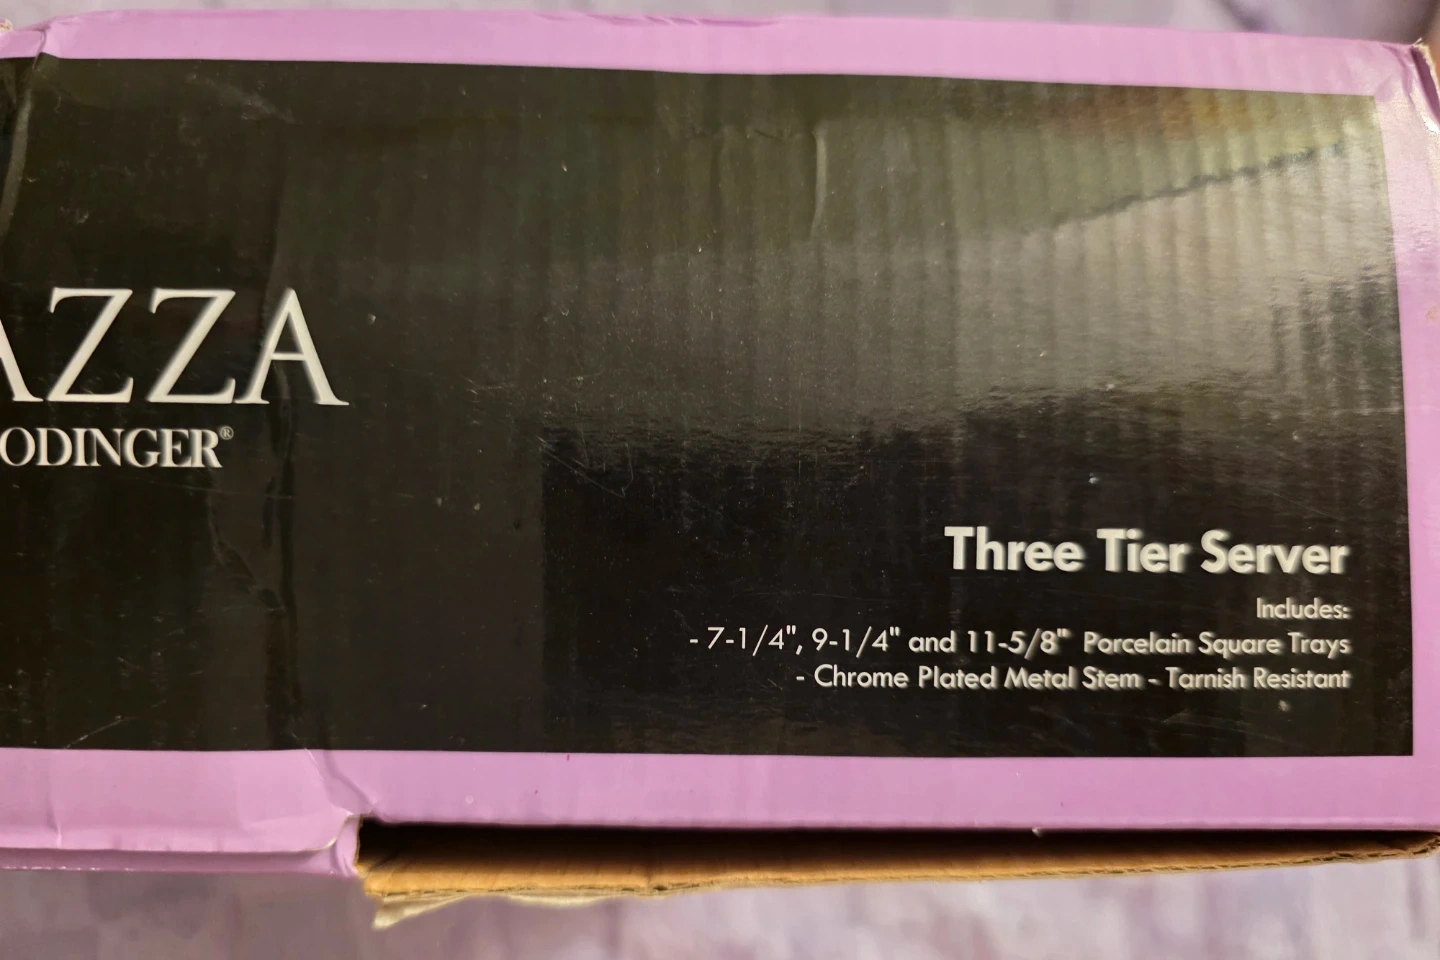 AZZA
ODINGER®
Three Tier Server
Includes:
- 7-1/4", 9-1/4" and 11-5/8" Porcelain Square Trays
- Chrome Plated Metal Stem - Tarnish Resistant